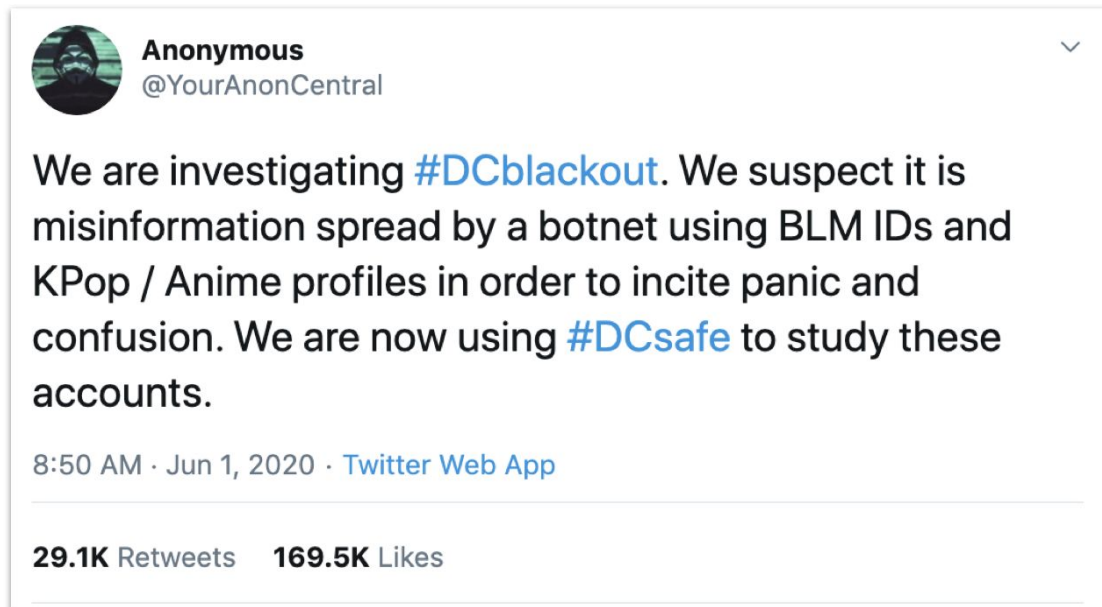 Anonymous
@YourAnonCentral
We are investigating #DCblackout. We suspect it is
misinformation spread by a botnet using BLM IDs and
KPop / Anime profiles in order to incite panic and
confusion. We are now using #DCsafe to study these
accounts.
8:50 AM · Jun 1, 2020 · Twitter Web App
29.1K Retweets 169.5K Likes